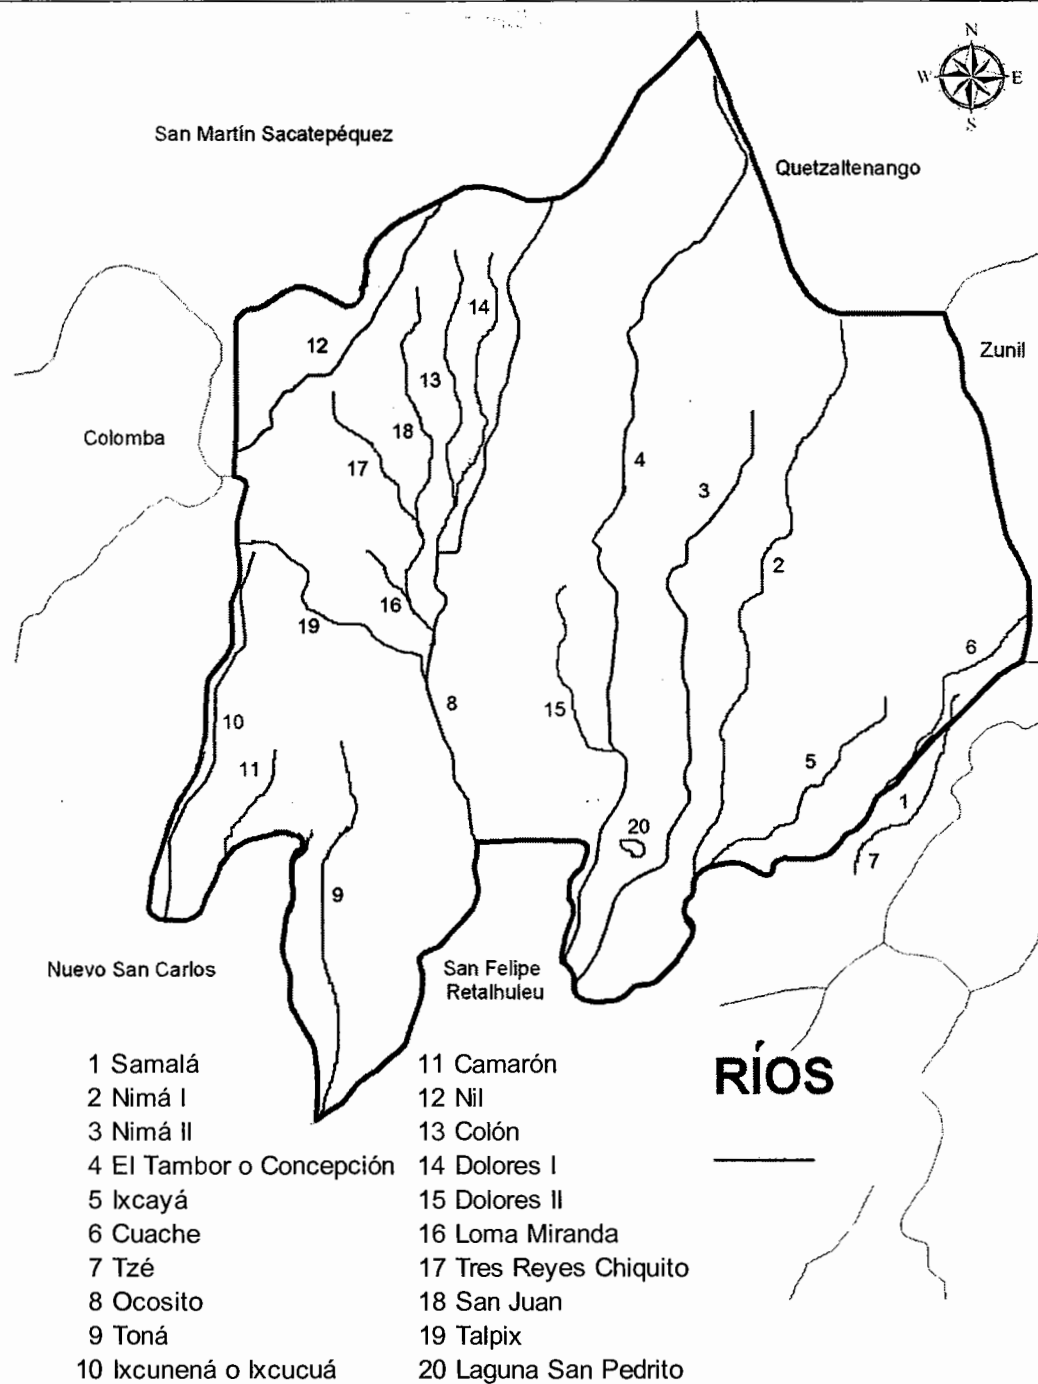 N
W E
S
San Martín Sacatepéquez
Quetzaltenango
14
12
Zunil
13
18
Colomba
4
17
3
2
16
19
6
8
15
10
5
11
1
20
7
9
Nuevo San Carlos
San Felipe
Retalhuleu
RÍOS
1 Samalá
2 Nimá I
3 Nimá II
4 El Tambor o Concepción
5 Ixcayá
6 Cuache
7 Tzé
8 Ocosito
9 Toná
10 Ixcunená o Ixcucuá
11 Camarón
12 Nil
13 Colón
14 Dolores I
15 Dolores II
16 Loma Miranda
17 Tres Reyes Chiquito
18 San Juan
19 Talpix
20 Laguna San Pedrito